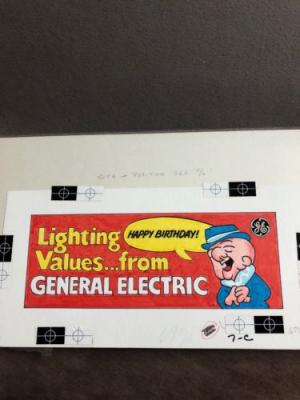 HAPPY BIRTHDAY!
Lighting
Values...from
GENERAL ELECTRIC
GE
7-C